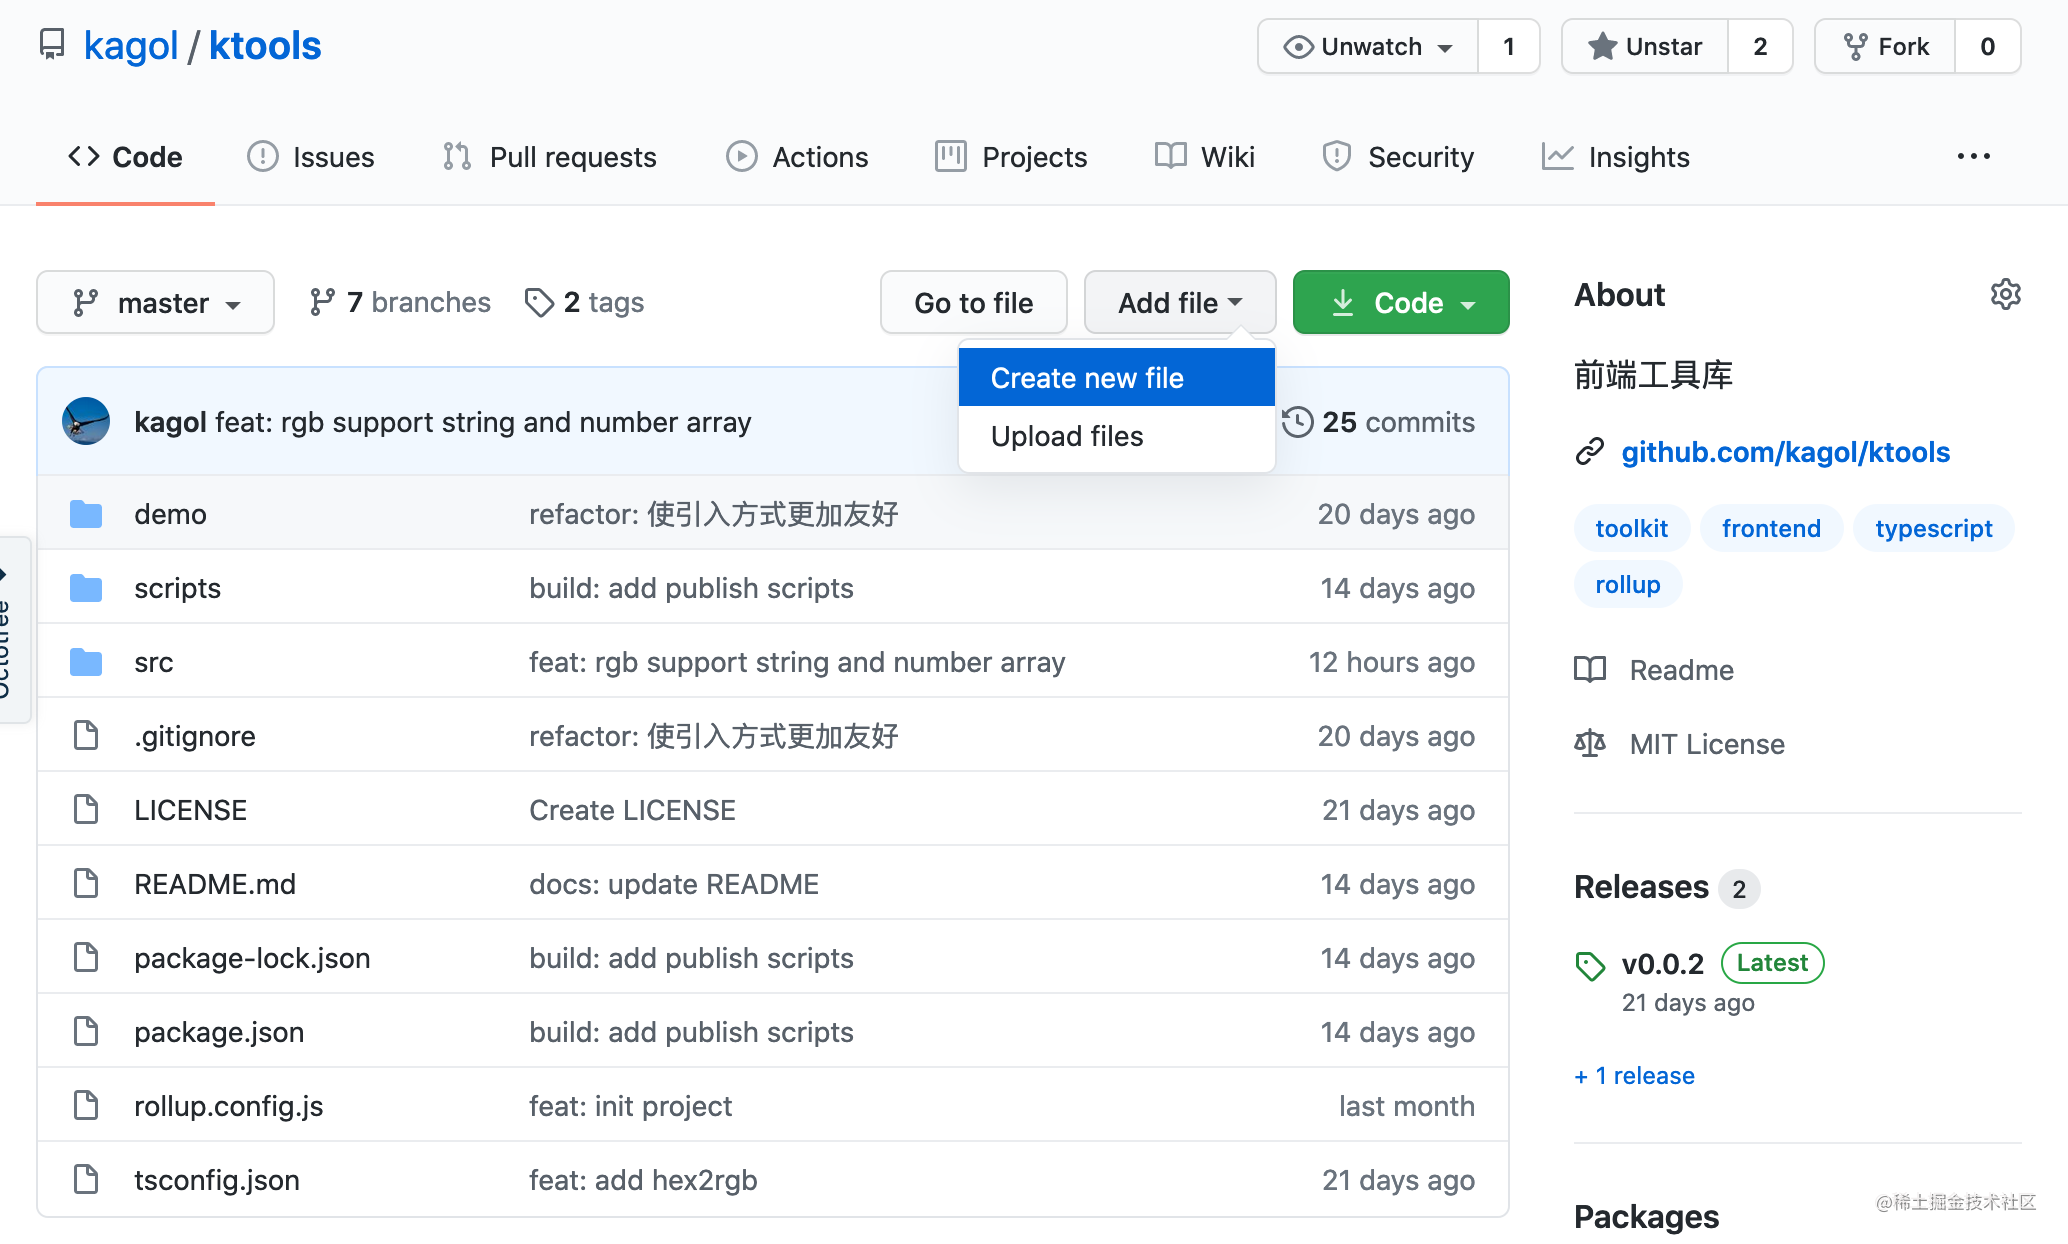 kagol / ktools
Unwatch 1
Unstar 2
Fork 0
Code
Issues
Pull requests
Actions
Projects
Wiki
Security
Insights
master
7 branches
2 tags
Go to file
Add file
Code
Create new file
Upload files
kagol feat: rgb support string and number array
25 commits
demo refactor: 使引入方式更加友好 20 days ago
scripts build: add publish scripts 14 days ago
src feat: rgb support string and number array 12 hours ago
.gitignore refactor: 使引入方式更加友好 20 days ago
LICENSE Create LICENSE 21 days ago
README.md docs: update README 14 days ago
package-lock.json build: add publish scripts 14 days ago
package.json build: add publish scripts 14 days ago
rollup.config.js feat: init project last month
tsconfig.json feat: add hex2rgb 21 days ago
Octotree
About
前端工具库
github.com/kagol/ktools
toolkit frontend typescript
rollup
Readme
MIT License
Releases 2
v0.0.2 Latest
21 days ago
+ 1 release
Packages
@稀土掘金技术社区